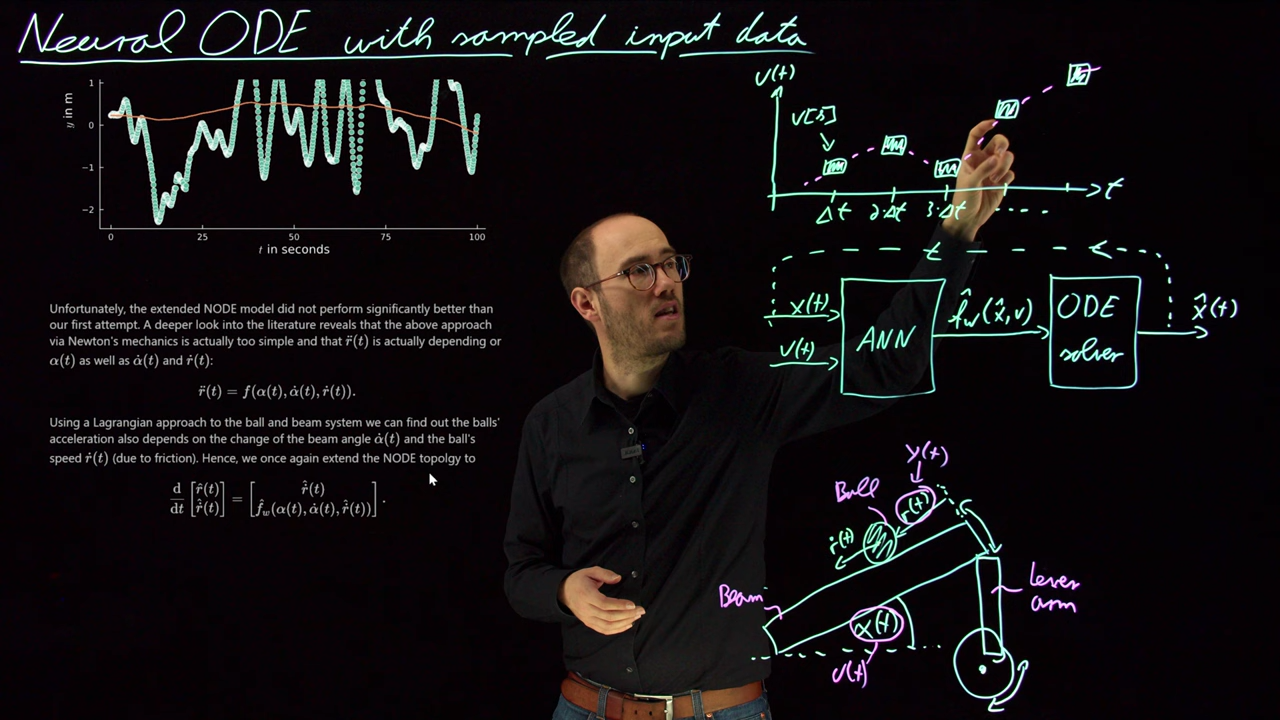 Neural ODE with sampled input data
1
0
−1
−2
y in m
0 25 50 75 100
t in seconds
Unfortunately, the extended NODE model did not perform significantly better than
our first attempt. A deeper look into the literature reveals that the above approach
via Newton's mechanics is actually too simple and that r̈(t) is actually depending or
α(t) as well as α̇(t) and ṙ(t):
r̈(t) = f(α(t), α̇(t), ṙ(t)).
Using a Lagrangian approach to the ball and beam system we can find out the balls'
acceleration also depends on the change of the beam angle α̇(t) and the ball's
speed ṙ(t) (due to friction). Hence, we once again extend the NODE topolgy to
d/dt [r̂(t) r̂̇(t)] = [r̂̇(t) f̂w(α(t), α̇(t), r̂̇(t))].
U(t)
U[k]
t
Δt 2·Δt 3·Δt ....
x(t)
U(t)
ANN
f̂w(x̂,u)
ODE
solver
x̂(t)
y(t)
Ball
r(t)
ṙ(t)
Beam
Lever
arm
α(t)
U(t)